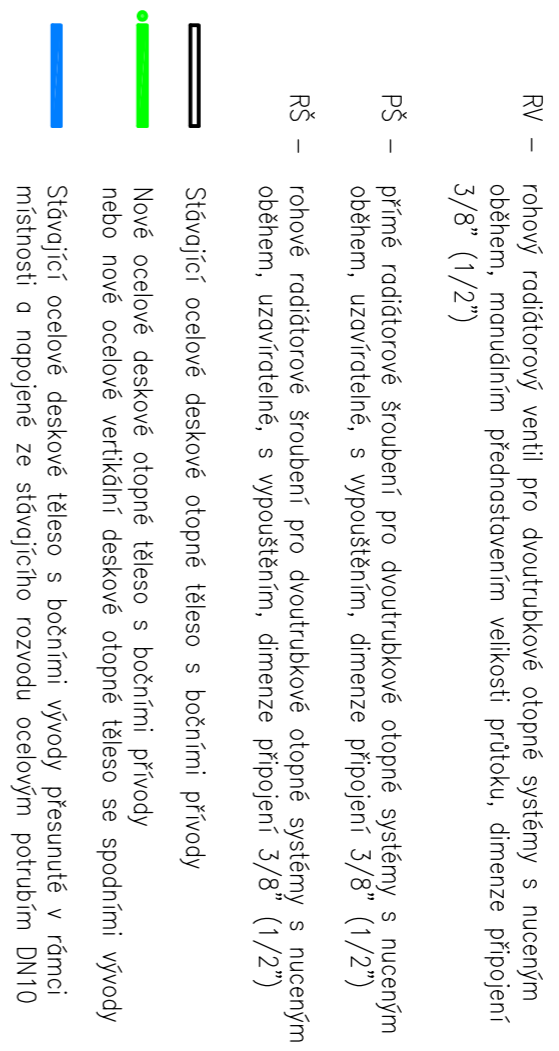 RV – rohový radiátorový ventil pro dvoutrubkové otopné systémy s nuceným
oběhem, manuálním přednastavením velikosti průtoku, dimenze připojení
3/8" (1/2")
PŠ – přímé radiátorové šroubení pro dvoutrubkové otopné systémy s nuceným
oběhem, uzavíratelné, s vypouštěním, dimenze připojení 3/8" (1/2")
RŠ – rohové radiátorové šroubení pro dvoutrubkové otopné systémy s nuceným
oběhem, uzavíratelné, s vypouštěním, dimenze připojení 3/8" (1/2")
Stávající ocelové deskové otopné těleso s bočními přívody
Nové ocelové deskové otopné těleso s bočními přívody
nebo nové ocelové vertikální deskové otopné těleso se spodními vývody
Stávající ocelové deskové těleso s bočními vývody přesunuté v rámci
místnosti a napojené ze stávajícího rozvodu ocelovým potrubím DN10